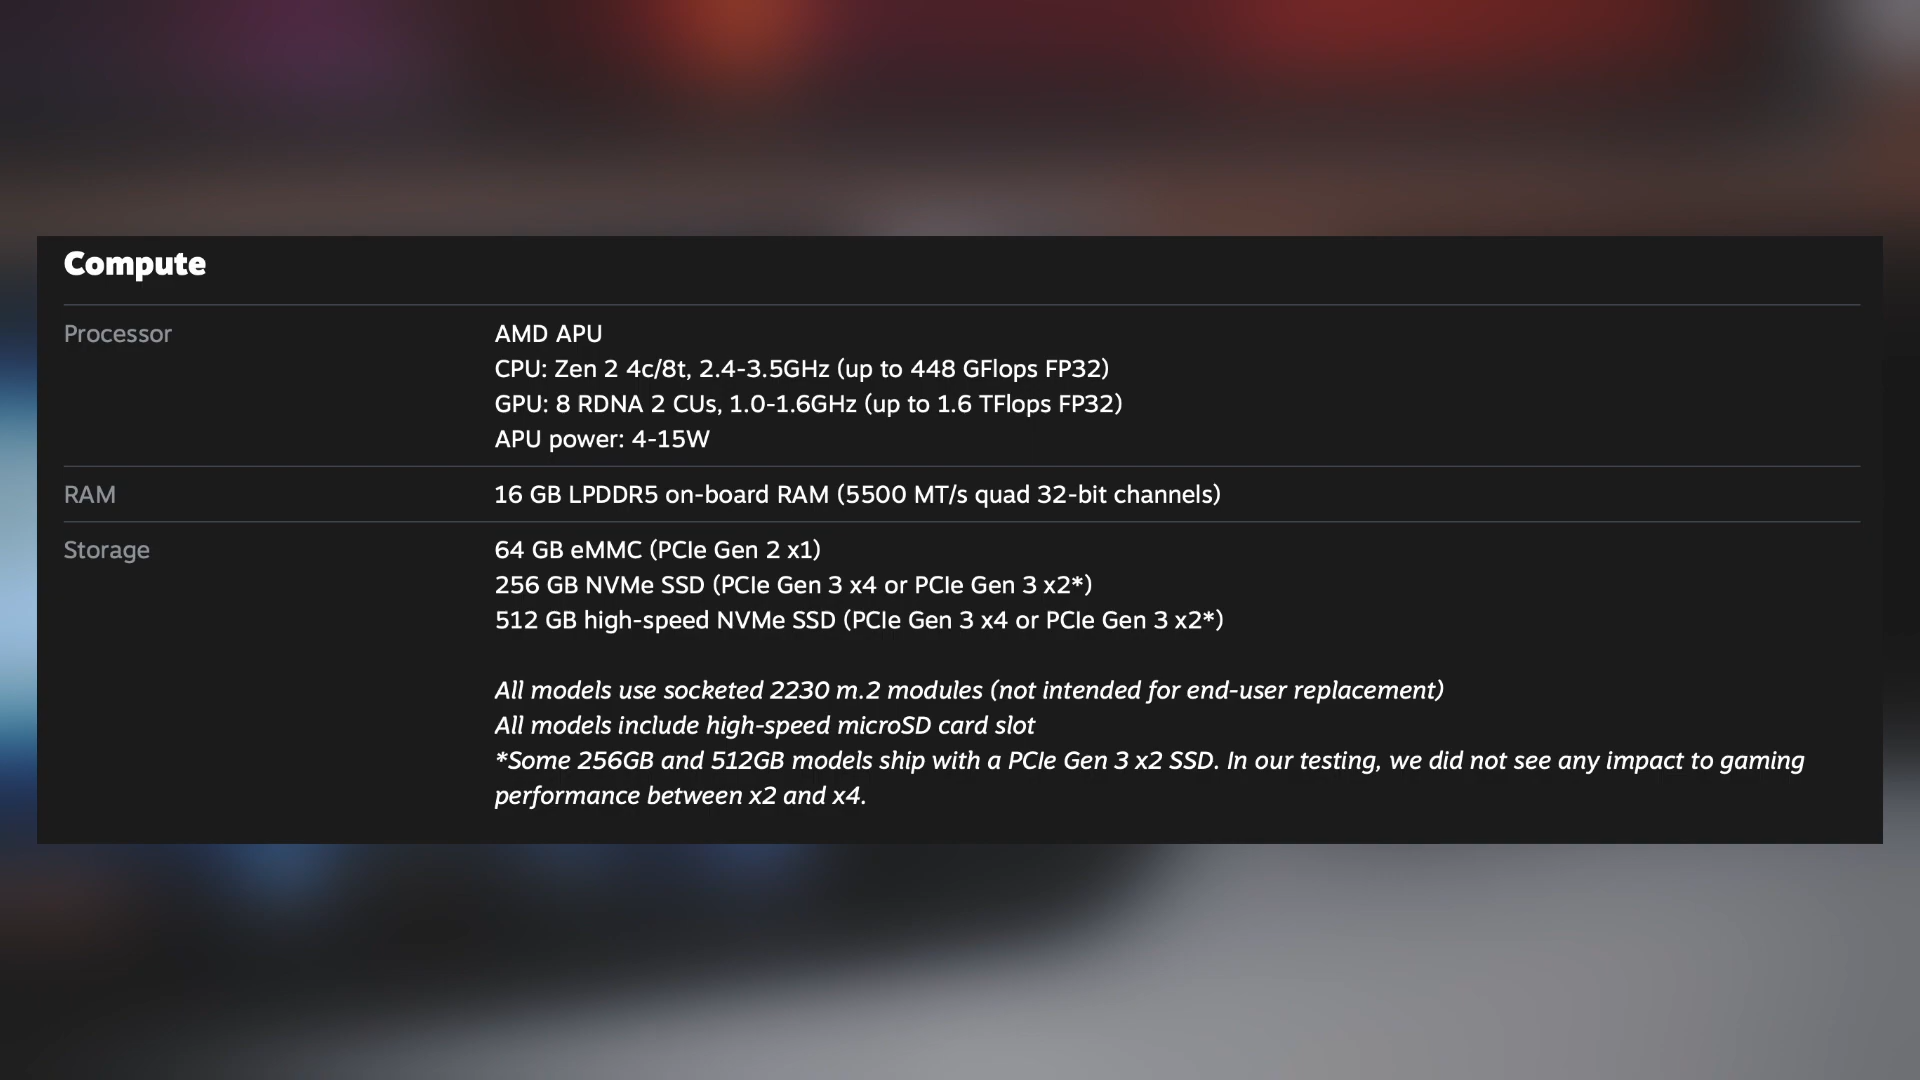 Compute
Processor
AMD APU
CPU: Zen 2 4c/8t, 2.4-3.5GHz (up to 448 GFlops FP32)
GPU: 8 RDNA 2 CUs, 1.0-1.6GHz (up to 1.6 TFlops FP32)
APU power: 4-15W
RAM
16 GB LPDDR5 on-board RAM (5500 MT/s quad 32-bit channels)
Storage
64 GB eMMC (PCIe Gen 2 x1)
256 GB NVMe SSD (PCIe Gen 3 x4 or PCIe Gen 3 x2*)
512 GB high-speed NVMe SSD (PCIe Gen 3 x4 or PCIe Gen 3 x2*)
All models use socketed 2230 m.2 modules (not intended for end-user replacement)
All models include high-speed microSD card slot
*Some 256GB and 512GB models ship with a PCIe Gen 3 x2 SSD. In our testing, we did not see any impact to gaming
performance between x2 and x4.